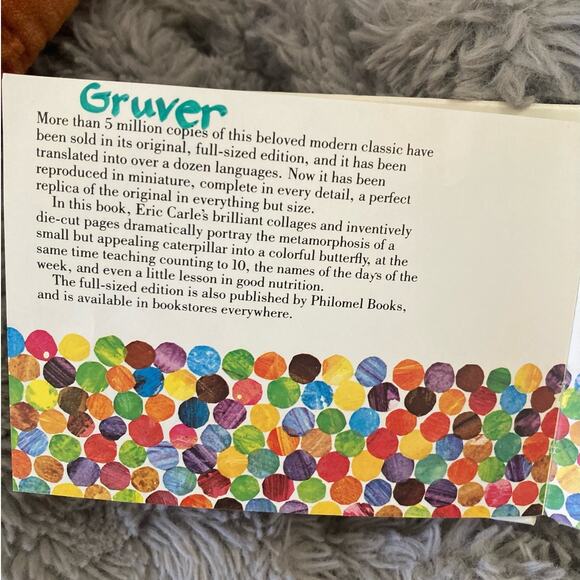 Gruver
More than 5 million copies of this beloved modern classic have
been sold in its original, full-sized edition, and it has been
translated into over a dozen languages. Now it has been
reproduced in miniature, complete in every detail, a perfect
replica of the original in everything but size.
In this book, Eric Carle's brilliant collages and inventively
die-cut pages dramatically portray the metamorphosis of a
small but appealing caterpillar into a colorful butterfly, at the
same time teaching counting to 10, the names of the days of the
week, and even a little lesson in good nutrition.
The full-sized edition is also published by Philomel Books,
and is available in bookstores everywhere.